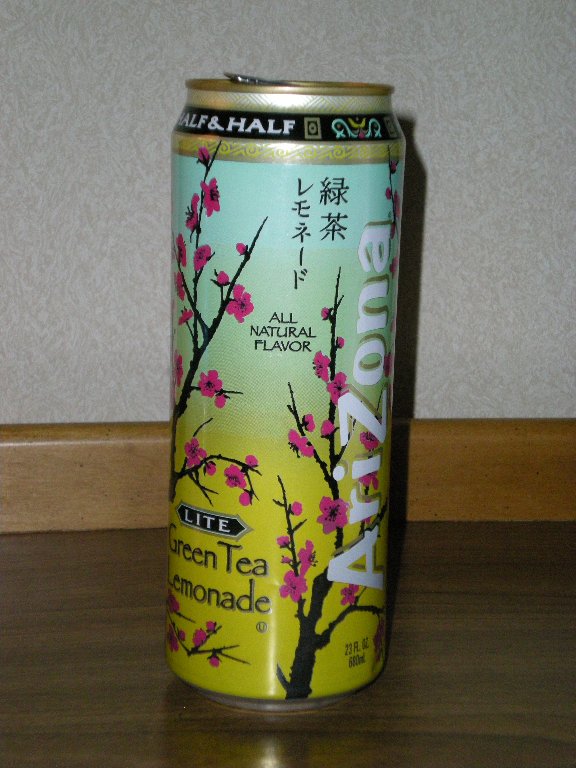 HALF & HALF
緑茶
レモネード
ALL
NATURAL
FLAVOR
AriZona
LITE
Green Tea
Lemonade
23 FL. OZ.
680mL